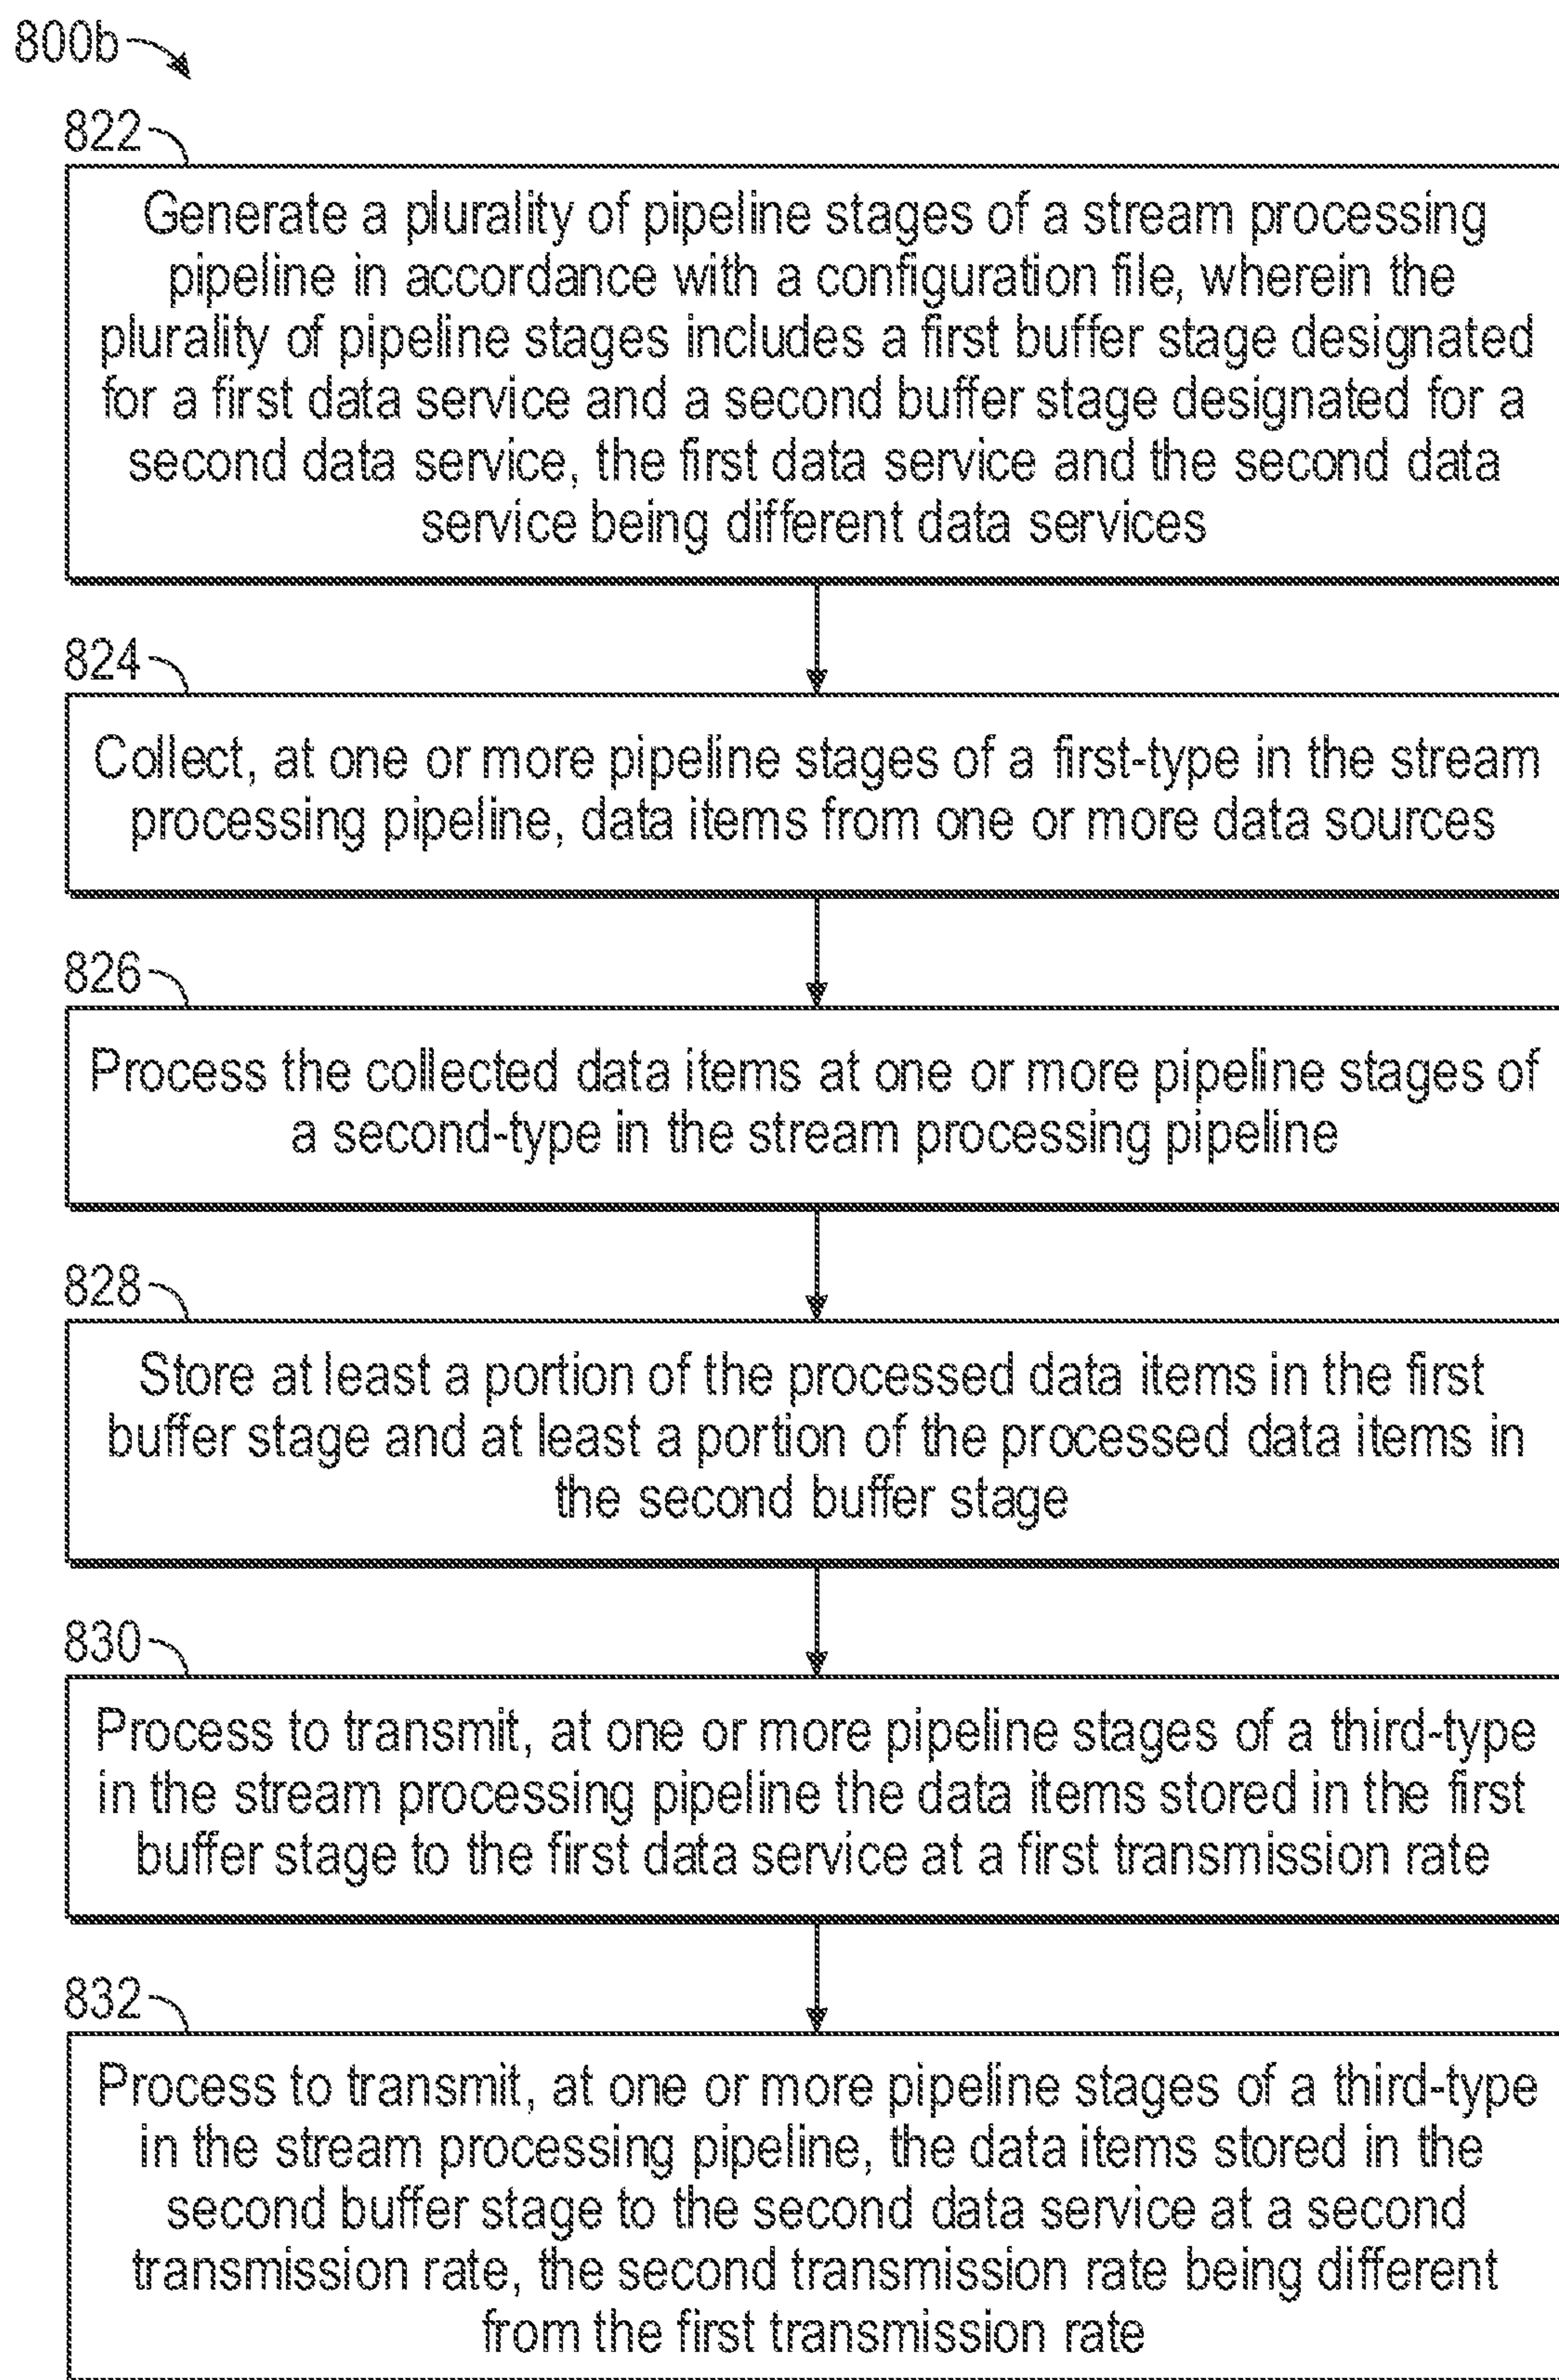 800b
822
Generate a plurality of pipeline stages of a stream processing
pipeline in accordance with a configuration file, wherein the
plurality of pipeline stages includes a first buffer stage designated
for a first data service and a second buffer stage designated for a
second data service, the first data service and the second data
service being different data services
824
Collect, at one or more pipeline stages of a first-type in the stream
processing pipeline, data items from one or more data sources
826
Process the collected data items at one or more pipeline stages of
a second-type in the stream processing pipeline
828
Store at least a portion of the processed data items in the first
buffer stage and at least a portion of the processed data items in
the second buffer stage
830
Process to transmit, at one or more pipeline stages of a third-type
in the stream processing pipeline the data items stored in the first
buffer stage to the first data service at a first transmission rate
832
Process to transmit, at one or more pipeline stages of a third-type
in the stream processing pipeline, the data items stored in the
second buffer stage to the second data service at a second
transmission rate, the second transmission rate being different
from the first transmission rate